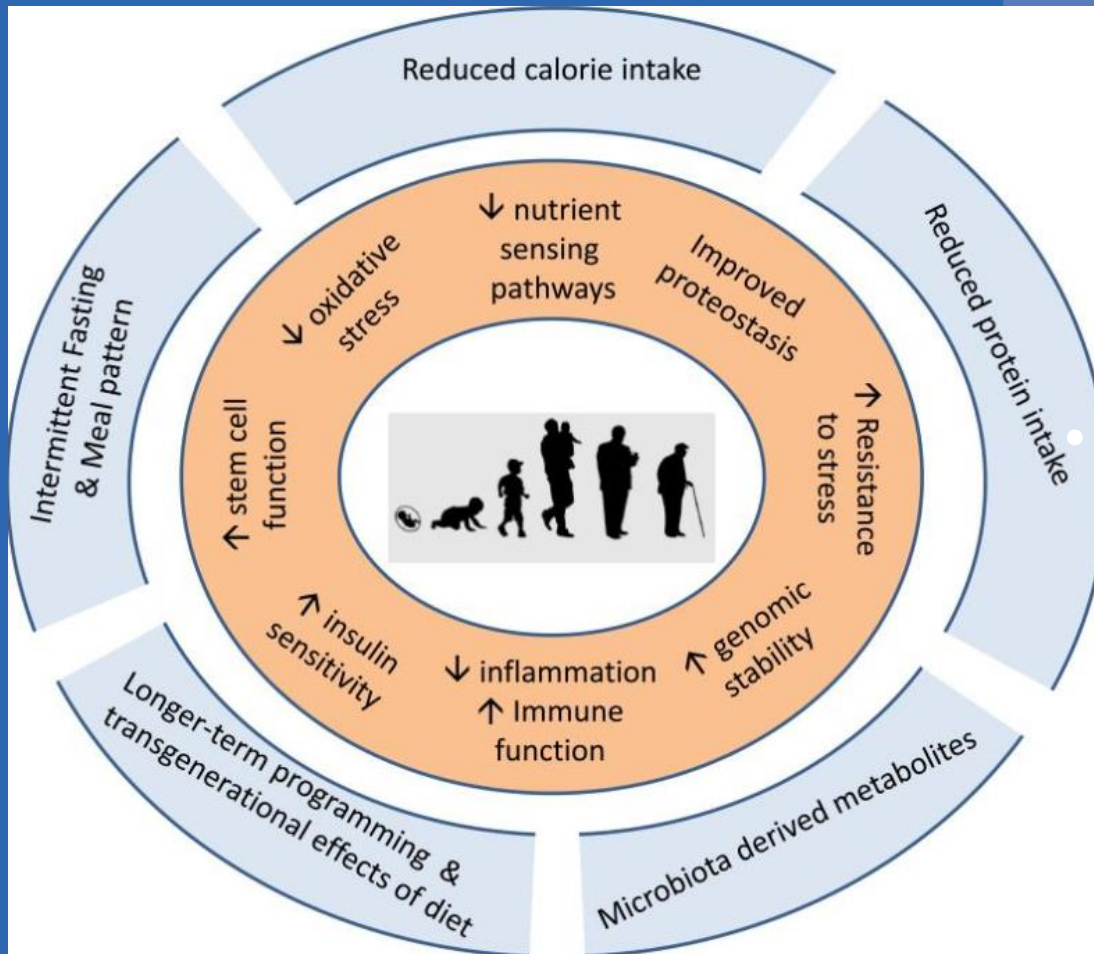 Reduced calorie intake
Reduced protein intake
Microbiota derived metabolites
Longer-term programming &
transgenerational effects of diet
Intermittent Fasting
& Meal pattern
↓ nutrient
sensing
pathways
Improved
proteostasis
↑ Resistance
to stress
↑ genomic
stability
↓ inflammation
↑ Immune
function
↑ insulin
sensitivity
↑ stem cell
function
↓ oxidative
stress